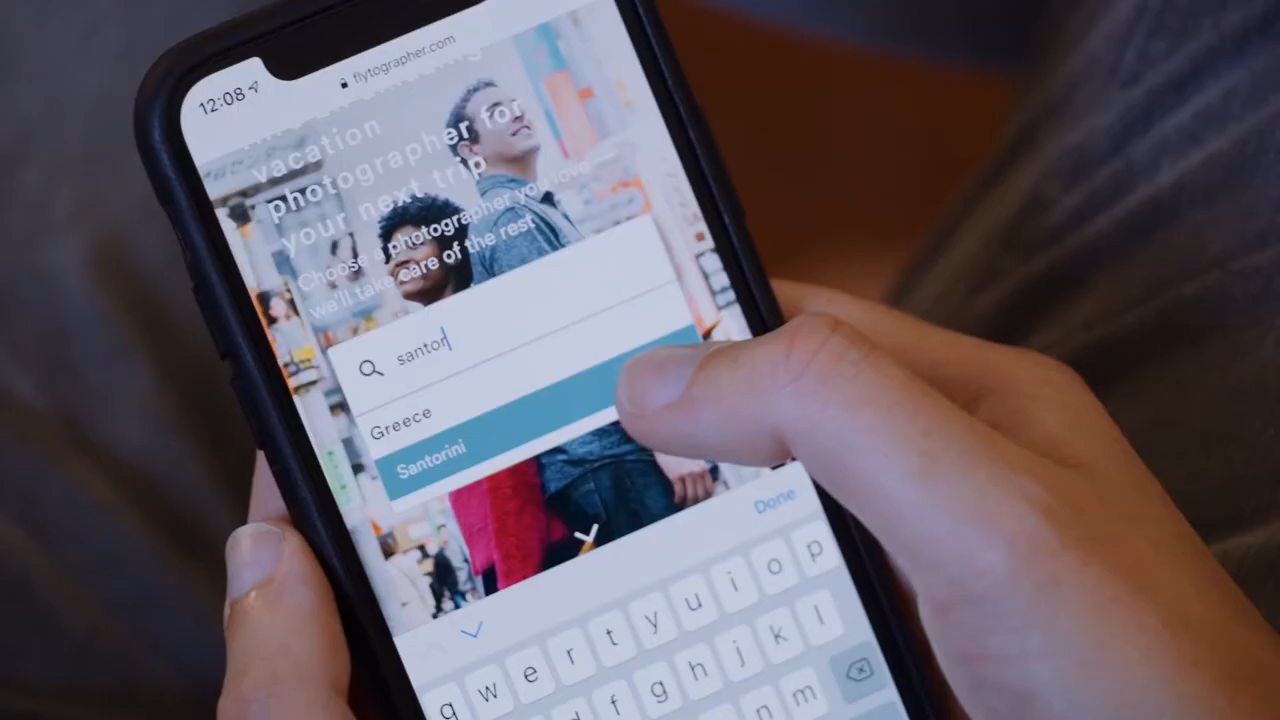 12:08
flytographer.com
vacation
photographer for
your next trip
Choose a photographer you love
we'll take care of the rest
santor
Greece
Santorini
Done
q w e r t y u i o p
f g h j k l
n m